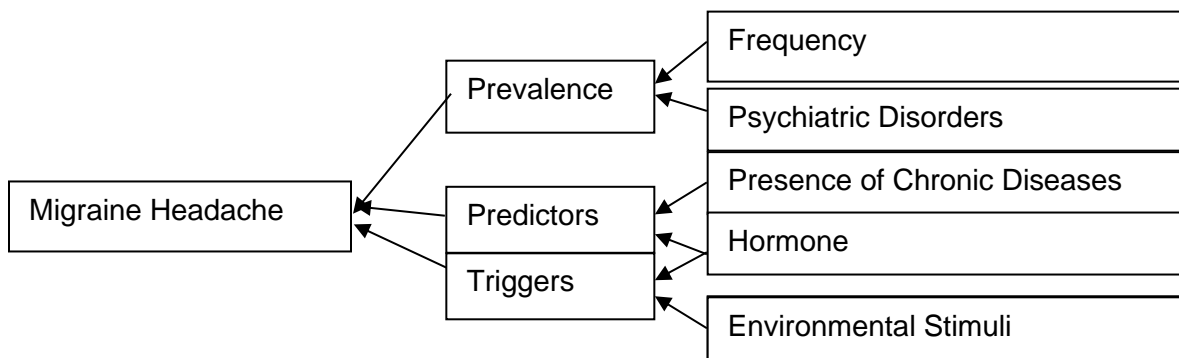 Frequency
Prevalence
Psychiatric Disorders
Presence of Chronic Diseases
Migraine Headache
Predictors
Hormone
Triggers
Environmental Stimuli